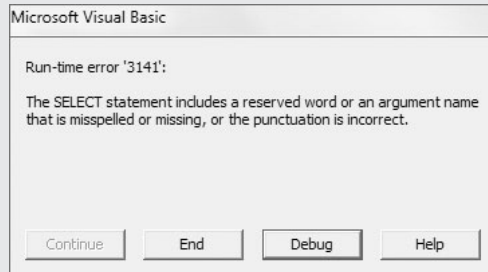 Microsoft Visual Basic
Run-time error '3141':
The SELECT statement includes a reserved word or an argument name
that is misspelled or missing, or the punctuation is incorrect.
Continue
End
Debug
Help